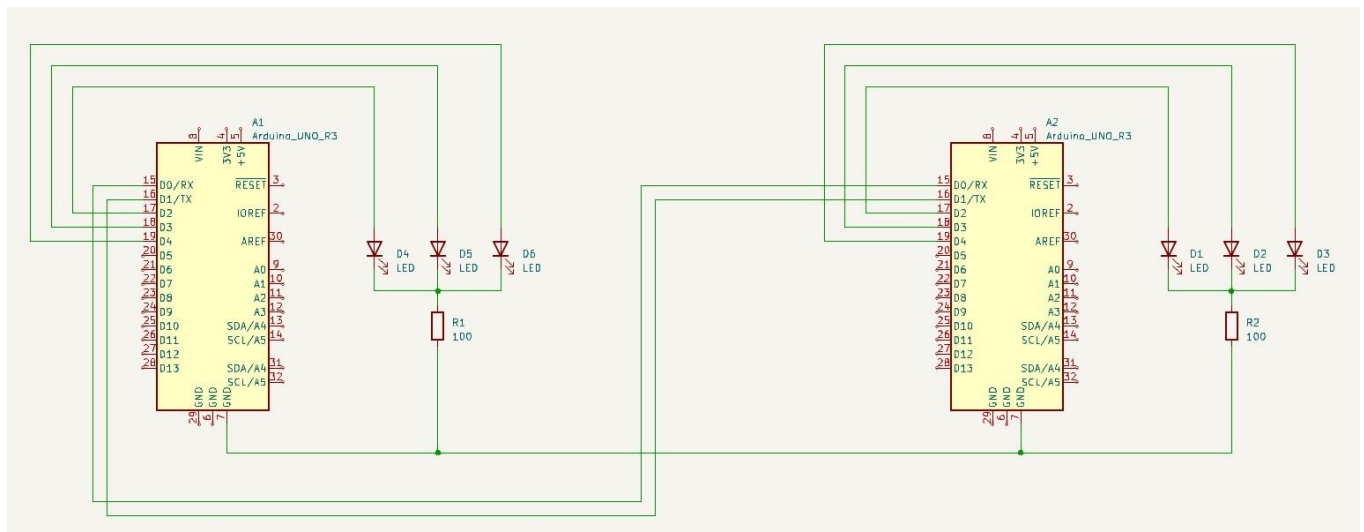 A1
Arduino_UNO_R3
8 VIN
4 3V3
5 +5V
15 D0/RX
RESET 3
16 D1/TX
17 D2
IOREF 2
18 D3
19 D4
AREF 30
20 D5
21 D6
A0 9
22 D7
A1 10
23 D8
A2 11
24 D9
A3 12
25 D10
SDA/A4 13
26 D11
SCL/A5 14
27 D12
28 D13
SDA/A4 31
SCL/A5 32
29 GND
6 GND
7 GND
D4
LED
D5
LED
D6
LED
R1
100
A2
Arduino_UNO_R3
8 VIN
4 3V3
5 +5V
15 D0/RX
RESET 3
16 D1/TX
17 D2
IOREF 2
18 D3
19 D4
AREF 30
20 D5
21 D6
A0 9
22 D7
A1 10
23 D8
A2 11
24 D9
A3 12
25 D10
SDA/A4 13
26 D11
SCL/A5 14
27 D12
28 D13
SDA/A4 31
SCL/A5 32
29 GND
6 GND
7 GND
D1
LED
D2
LED
D3
LED
R2
100